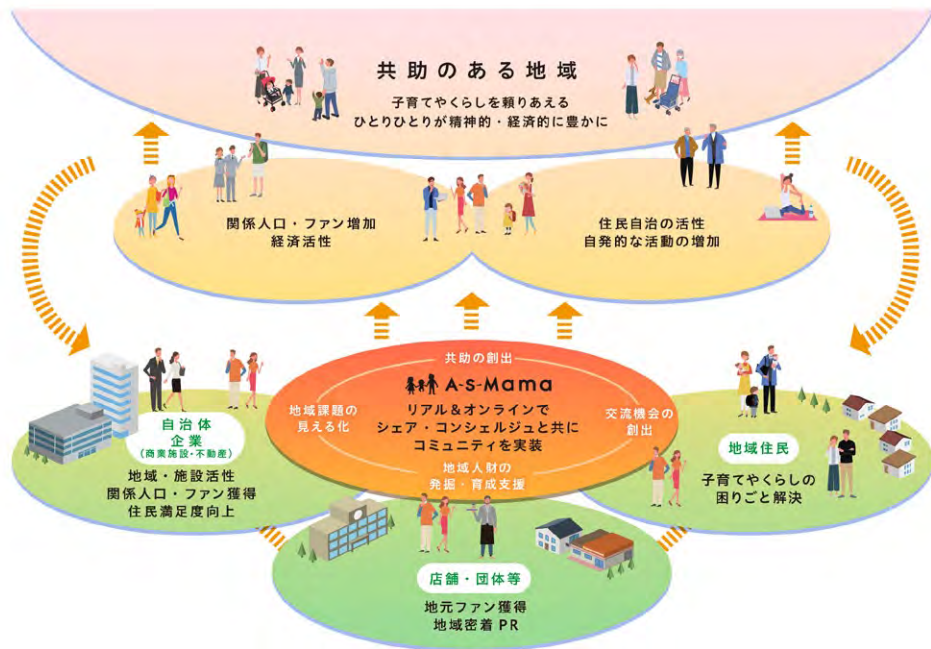 共助のある地域
子育てやくらしを頼りあえる
ひとりひとりが精神的・経済的に豊かに
関係人口・ファン増加
経済活性
住民自治の活性
自発的な活動の増加
共助の創出
A-s-Mama
リアル&オンラインで
シェア・コンシェルジュと共に
コミュニティを実装
地域課題の
見える化
交流機会の
創出
地域人財の
発掘・育成支援
自治体
企業
(商業施設・不動産)
地域・施設活性
関係人口・ファン獲得
住民満足度向上
地域住民
子育てやくらしの
困りごと解決
店舗・団体等
地元ファン獲得
地域密着PR